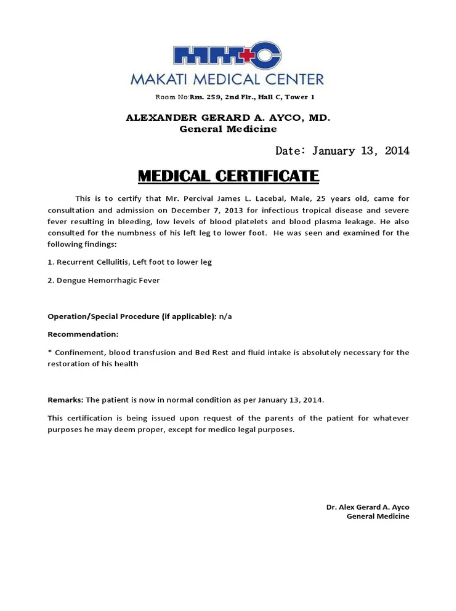 MMC
MAKATI MEDICAL CENTER
Room No:Rm. 259, 2nd Flr., Hall C, Tower 1
ALEXANDER GERARD A. AYCO, MD.
General Medicine
Date: January 13, 2014
MEDICAL CERTIFICATE
This is to certify that Mr. Percival James L. Lacebal, Male, 25 years old, came for
consultation and admission on December 7, 2013 for infectious tropical disease and severe
fever resulting in bleeding, low levels of blood platelets and blood plasma leakage. He also
consulted for the numbness of his left leg to lower foot. He was seen and examined for the
following findings:
1. Recurrent Cellulitis, Left foot to lower leg
2. Dengue Hemorrhagic Fever
Operation/Special Procedure (if applicable): n/a
Recommendation:
* Confinement, blood transfusion and Bed Rest and fluid intake is absolutely necessary for the
restoration of his health
Remarks: The patient is now in normal condition as per January 13, 2014.
This certification is being issued upon request of the parents of the patient for whatever
purposes he may deem proper, except for medico legal purposes.
Dr. Alex Gerard A. Ayco
General Medicine